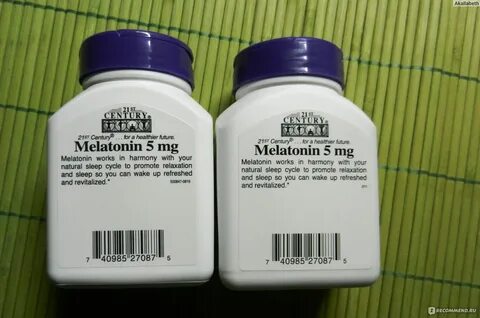 Akallabeth
21ST
CENTURY®
21ST Century® . . . for a healthier future.
Melatonin 5 mg
Melatonin works in harmony with your
natural sleep cycle to promote relaxation
and sleep so you can wake up refreshed
and revitalized.*
7 40985 27087 5
21ST
CENTURY®
21ST Century® . . . for a healthier future.
Melatonin 5 mg
Melatonin works in harmony with your
natural sleep cycle to promote relaxation
and sleep so you can wake up refreshed
and revitalized.*
7 40985 27087 5
RECOMMEND.RU